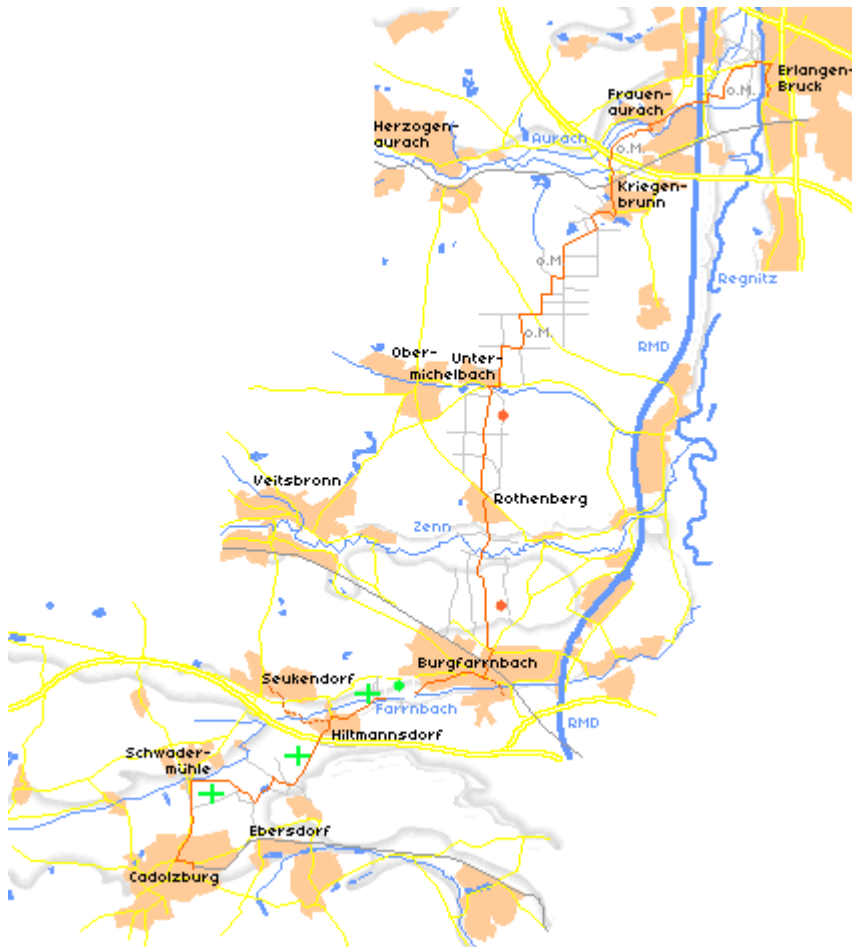 Erlangen-
Bruck
Frauen-
aurach
o.M.
Herzogen-
aurach
Aurach
o.M.
Kriegen-
brunn
o.M.
Regnitz
o.M.
RMD
Ober-
michelbach
Unter-
Veitsbronn
Rothenberg
Zenn
Burgfarrnbach
Seukendorf
Farrnbach
RMD
Hiltmannsdorf
Schwader-
mühle
Ebersdorf
Cadolzburg